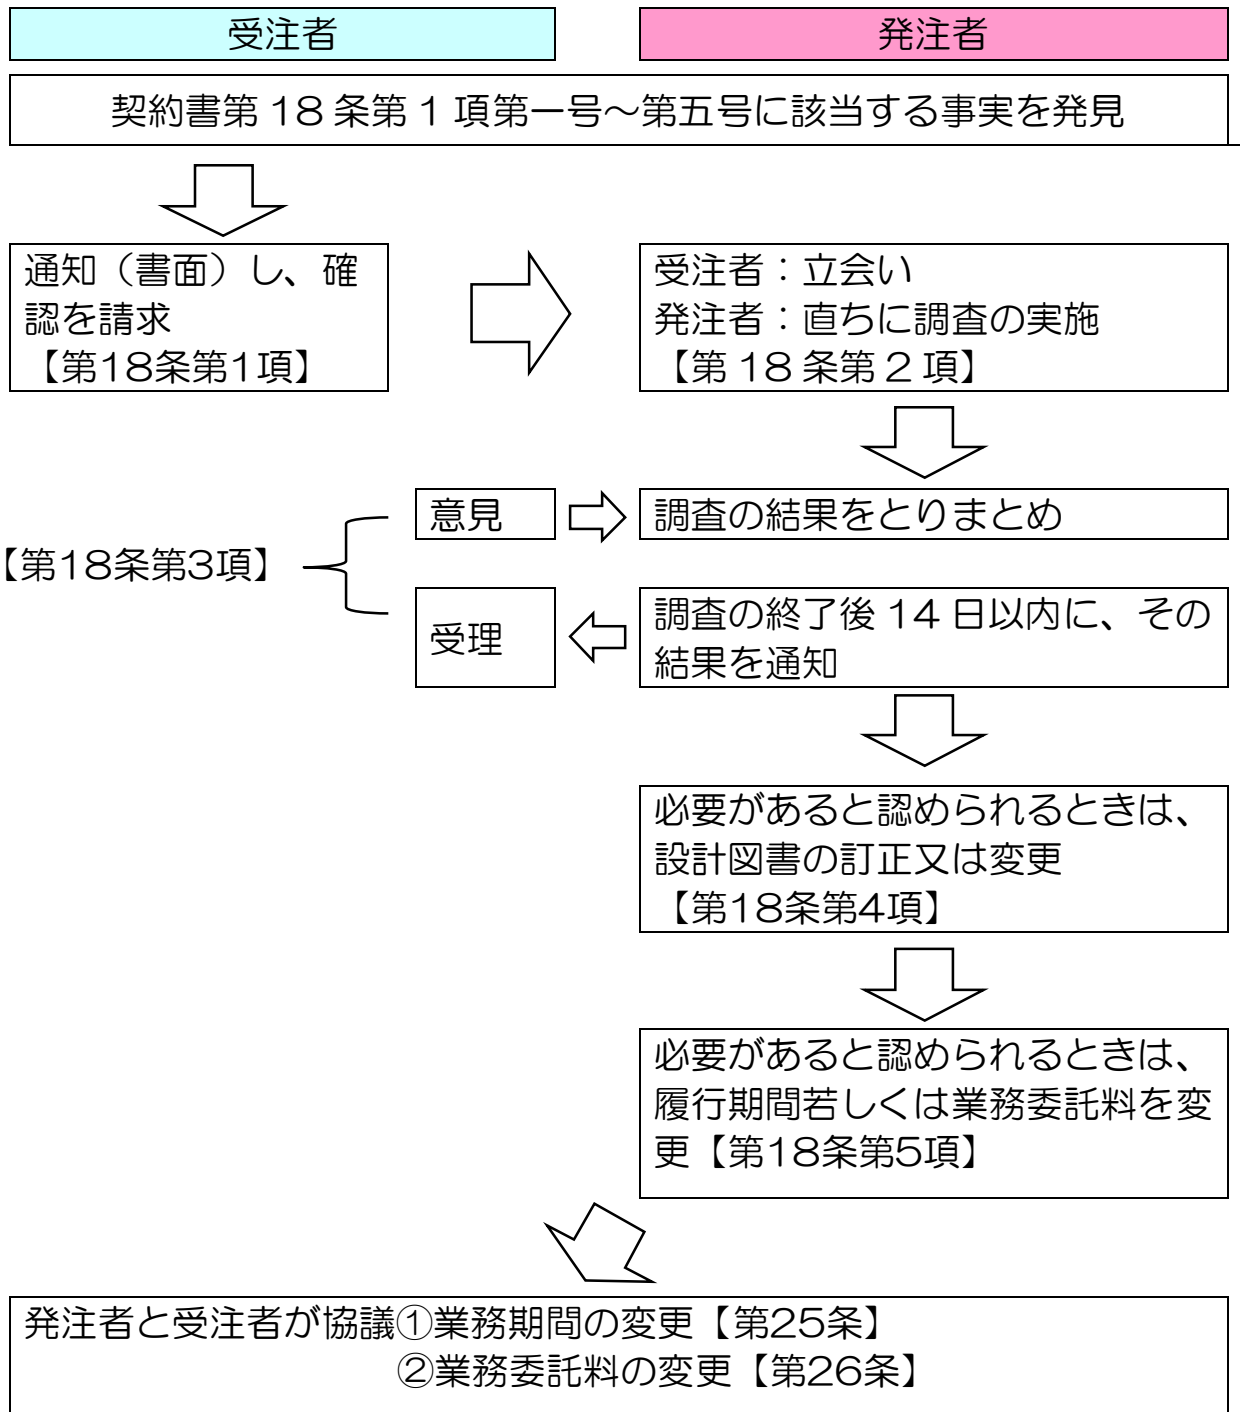 受注者
発注者
契約書第 18 条第 1 項第一号～第五号に該当する事実を発見
通知（書面）し、確
認を請求
【第18条第1項】
受注者：立会い
発注者：直ちに調査の実施
【第 18 条第 2 項】
意見
調査の結果をとりまとめ
【第18条第3項】
受理
調査の終了後 14 日以内に、その
結果を通知
必要があると認められるときは、
設計図書の訂正又は変更
【第18条第4項】
必要があると認められるときは、
履行期間若しくは業務委託料を変
更【第18条第5項】
発注者と受注者が協議①業務期間の変更【第25条】
②業務委託料の変更【第26条】